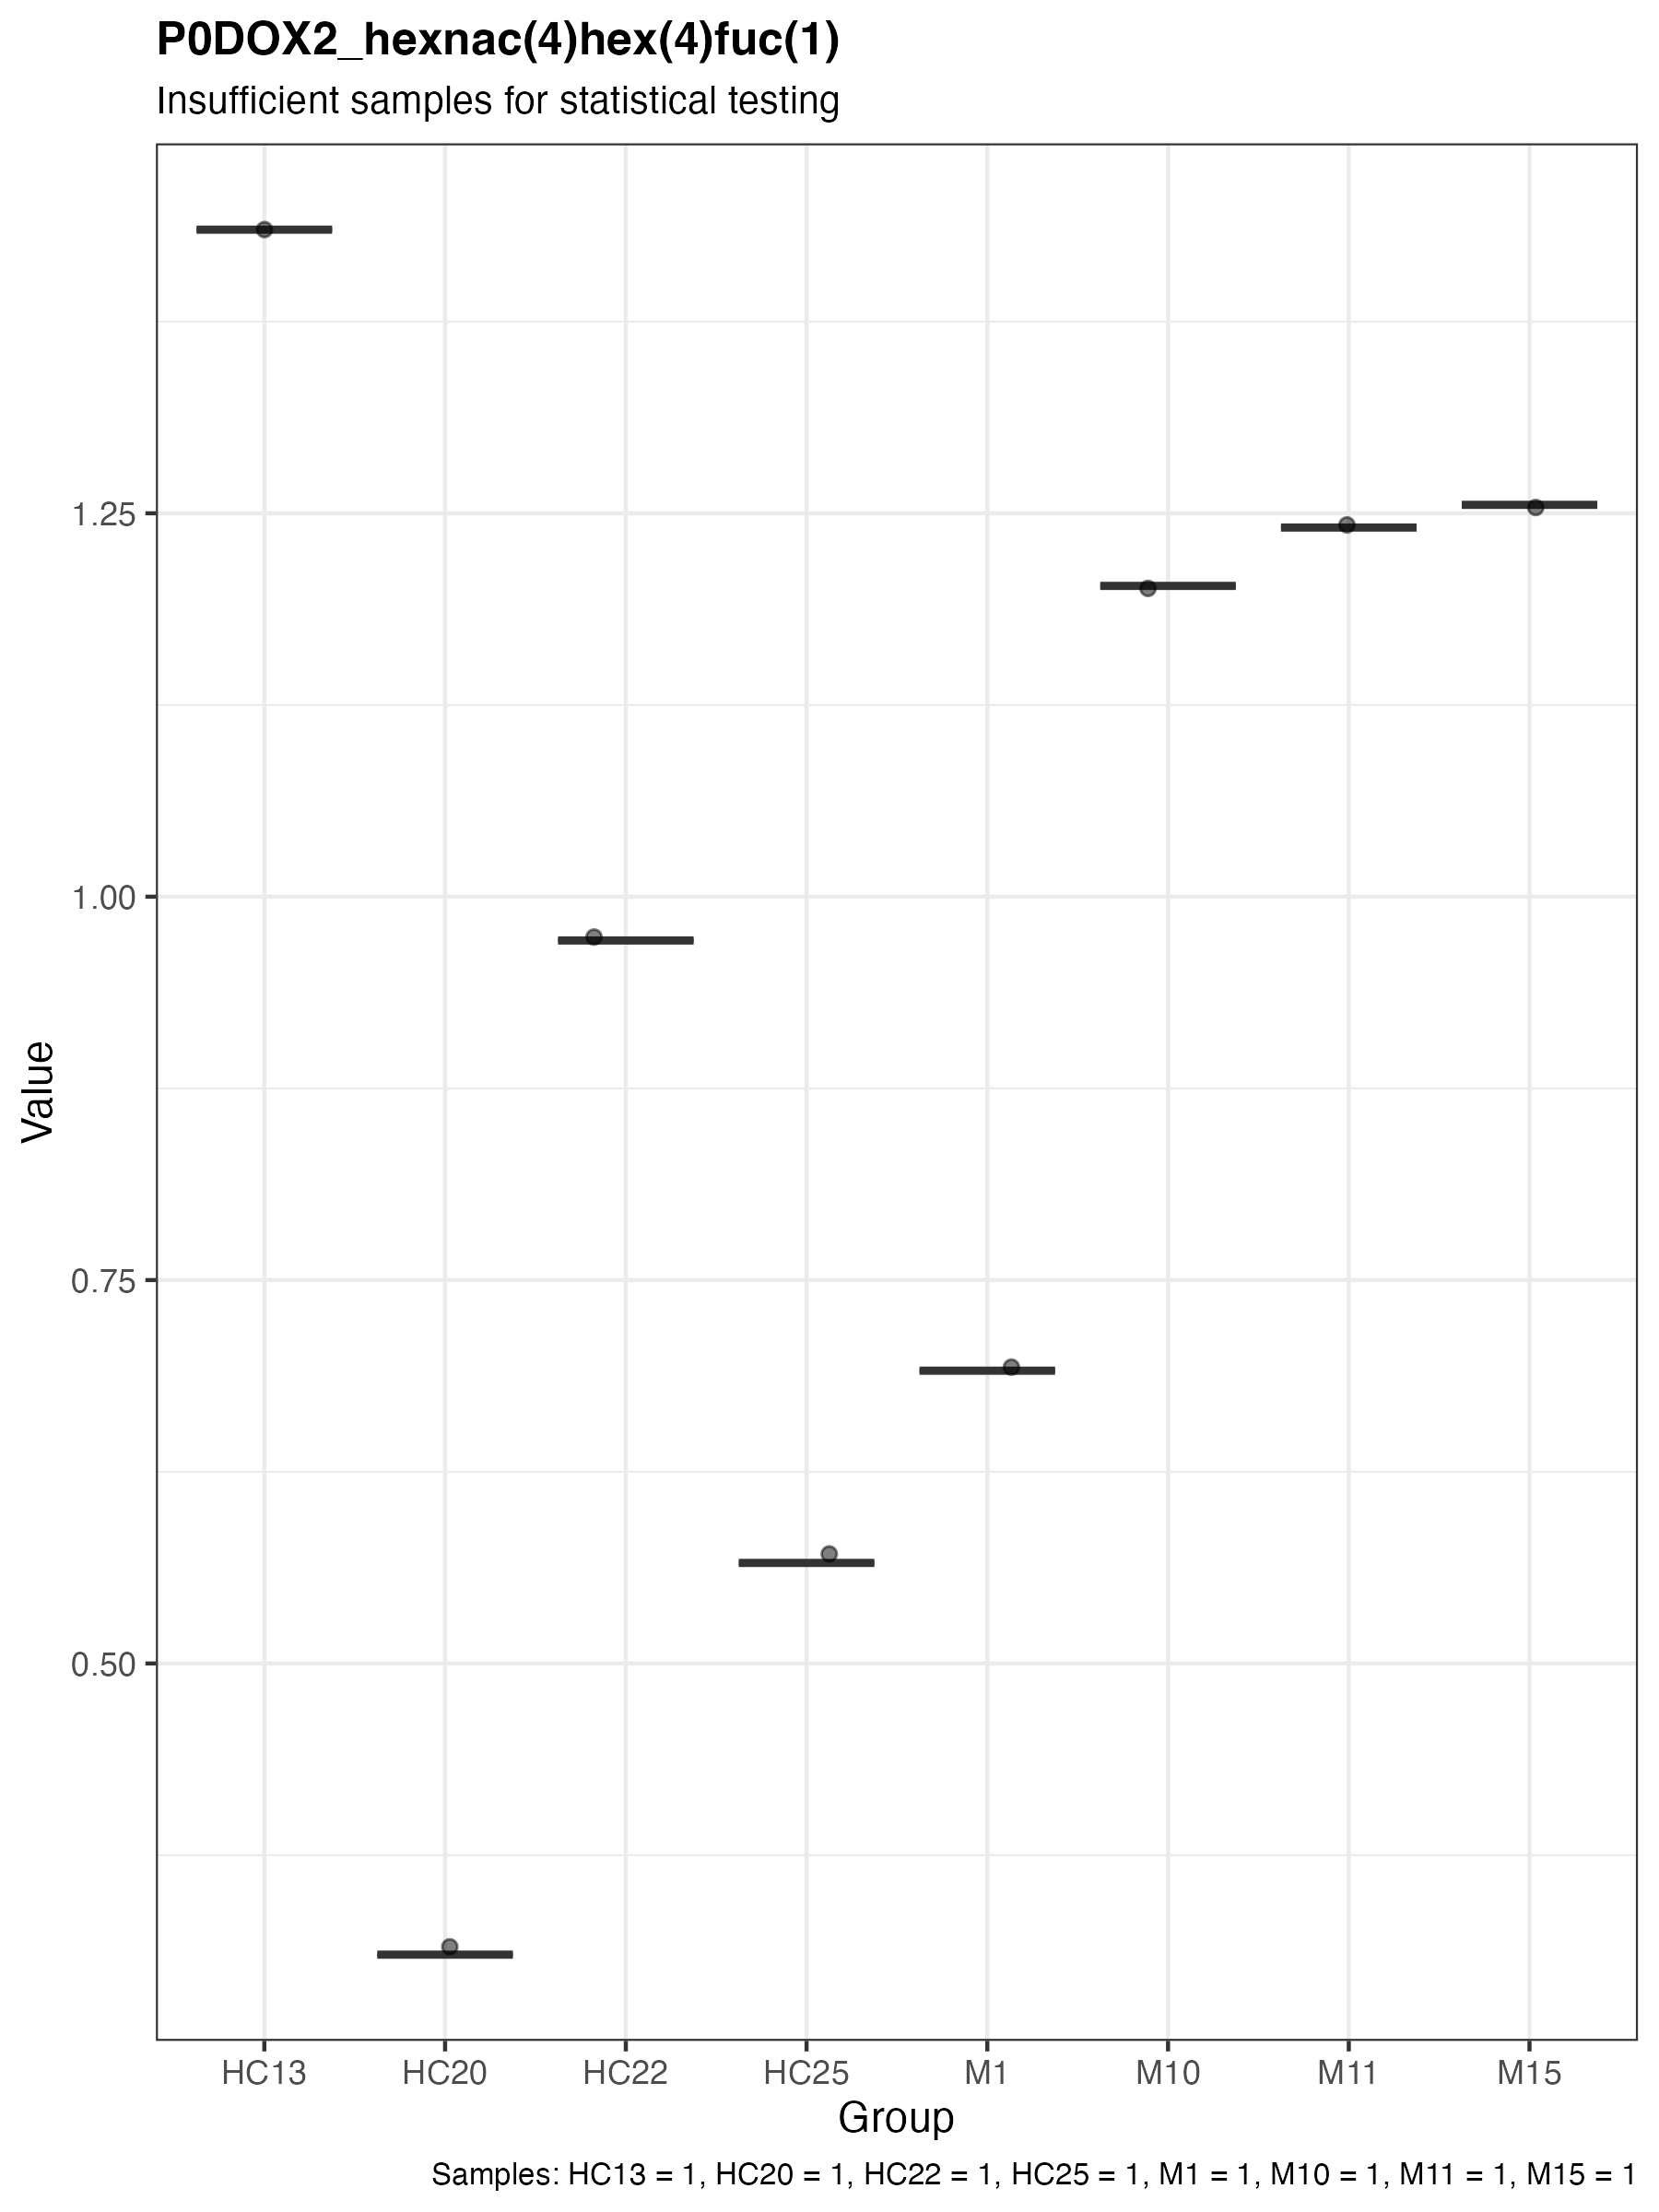 P0DOX2_hexnac(4)hex(4)fuc(1)
Insufficient samples for statistical testing
1.25
1.00
0.75
0.50
Value
HC13 HC20 HC22 HC25 M1 M10 M11 M15
Group
Samples: HC13 = 1, HC20 = 1, HC22 = 1, HC25 = 1, M1 = 1, M10 = 1, M11 = 1, M15 = 1